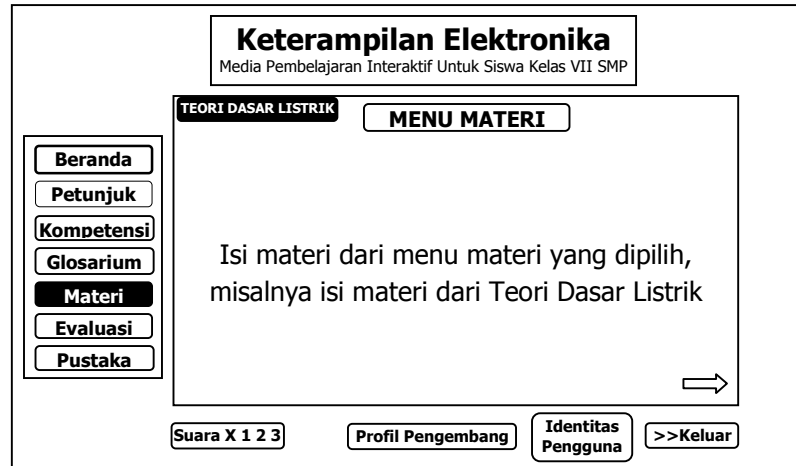 Keterampilan Elektronika
Media Pembelajaran Interaktif Untuk Siswa Kelas VII SMP
TEORI DASAR LISTRIK
MENU MATERI
Beranda
Petunjuk
Kompetensi
Glosarium
Materi
Evaluasi
Pustaka
Isi materi dari menu materi yang dipilih,
misalnya isi materi dari Teori Dasar Listrik
Suara X 1 2 3
Profil Pengembang
Identitas
Pengguna
>>Keluar